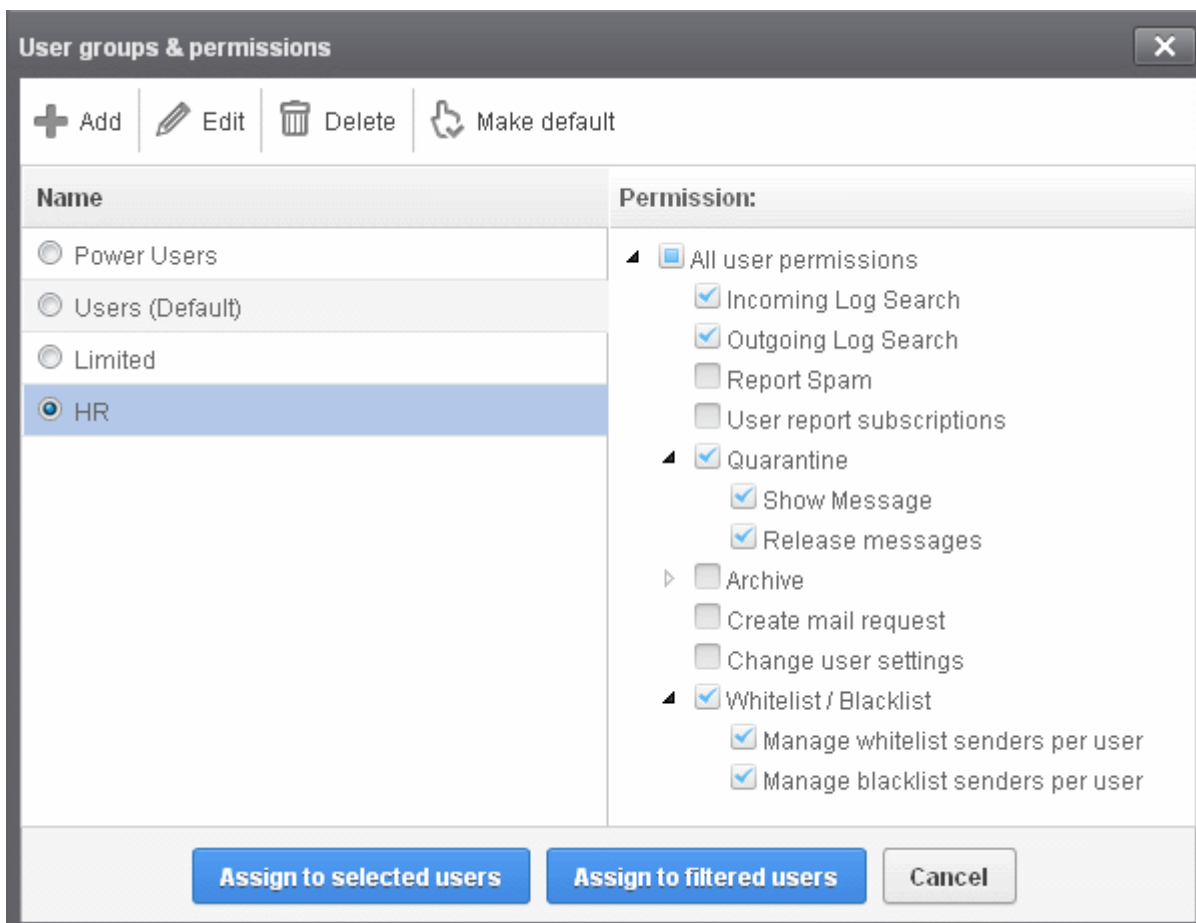 User groups & permissions
Add Edit Delete Make default
Name
Permission:
Power Users
Users (Default)
Limited
HR
All user permissions
Incoming Log Search
Outgoing Log Search
Report Spam
User report subscriptions
Quarantine
Show Message
Release messages
Archive
Create mail request
Change user settings
Whitelist / Blacklist
Manage whitelist senders per user
Manage blacklist senders per user
Assign to selected users Assign to filtered users Cancel